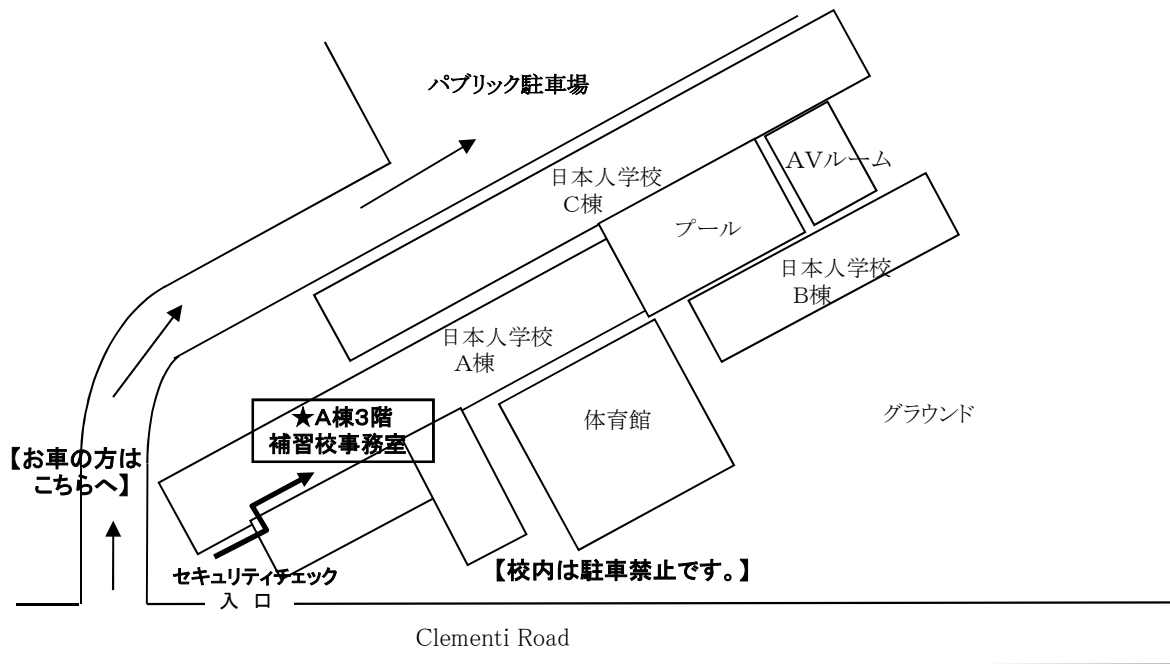 パブリック駐車場
AVルーム
日本人学校
C棟
プール
日本人学校
B棟
日本人学校
A棟
★A棟3階
補習校事務室
体育館
グラウンド
【お車の方は
こちらへ】
セキュリティチェック
入 口
【校内は駐車禁止です。】
Clementi Road